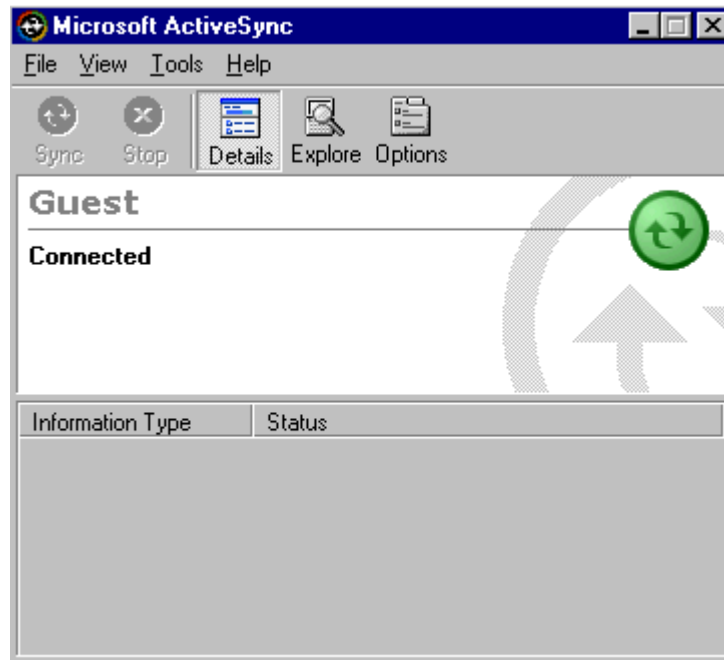 Microsoft ActiveSync
File View Tools Help
Sync Stop Details Explore Options
Guest
Connected
Information Type Status